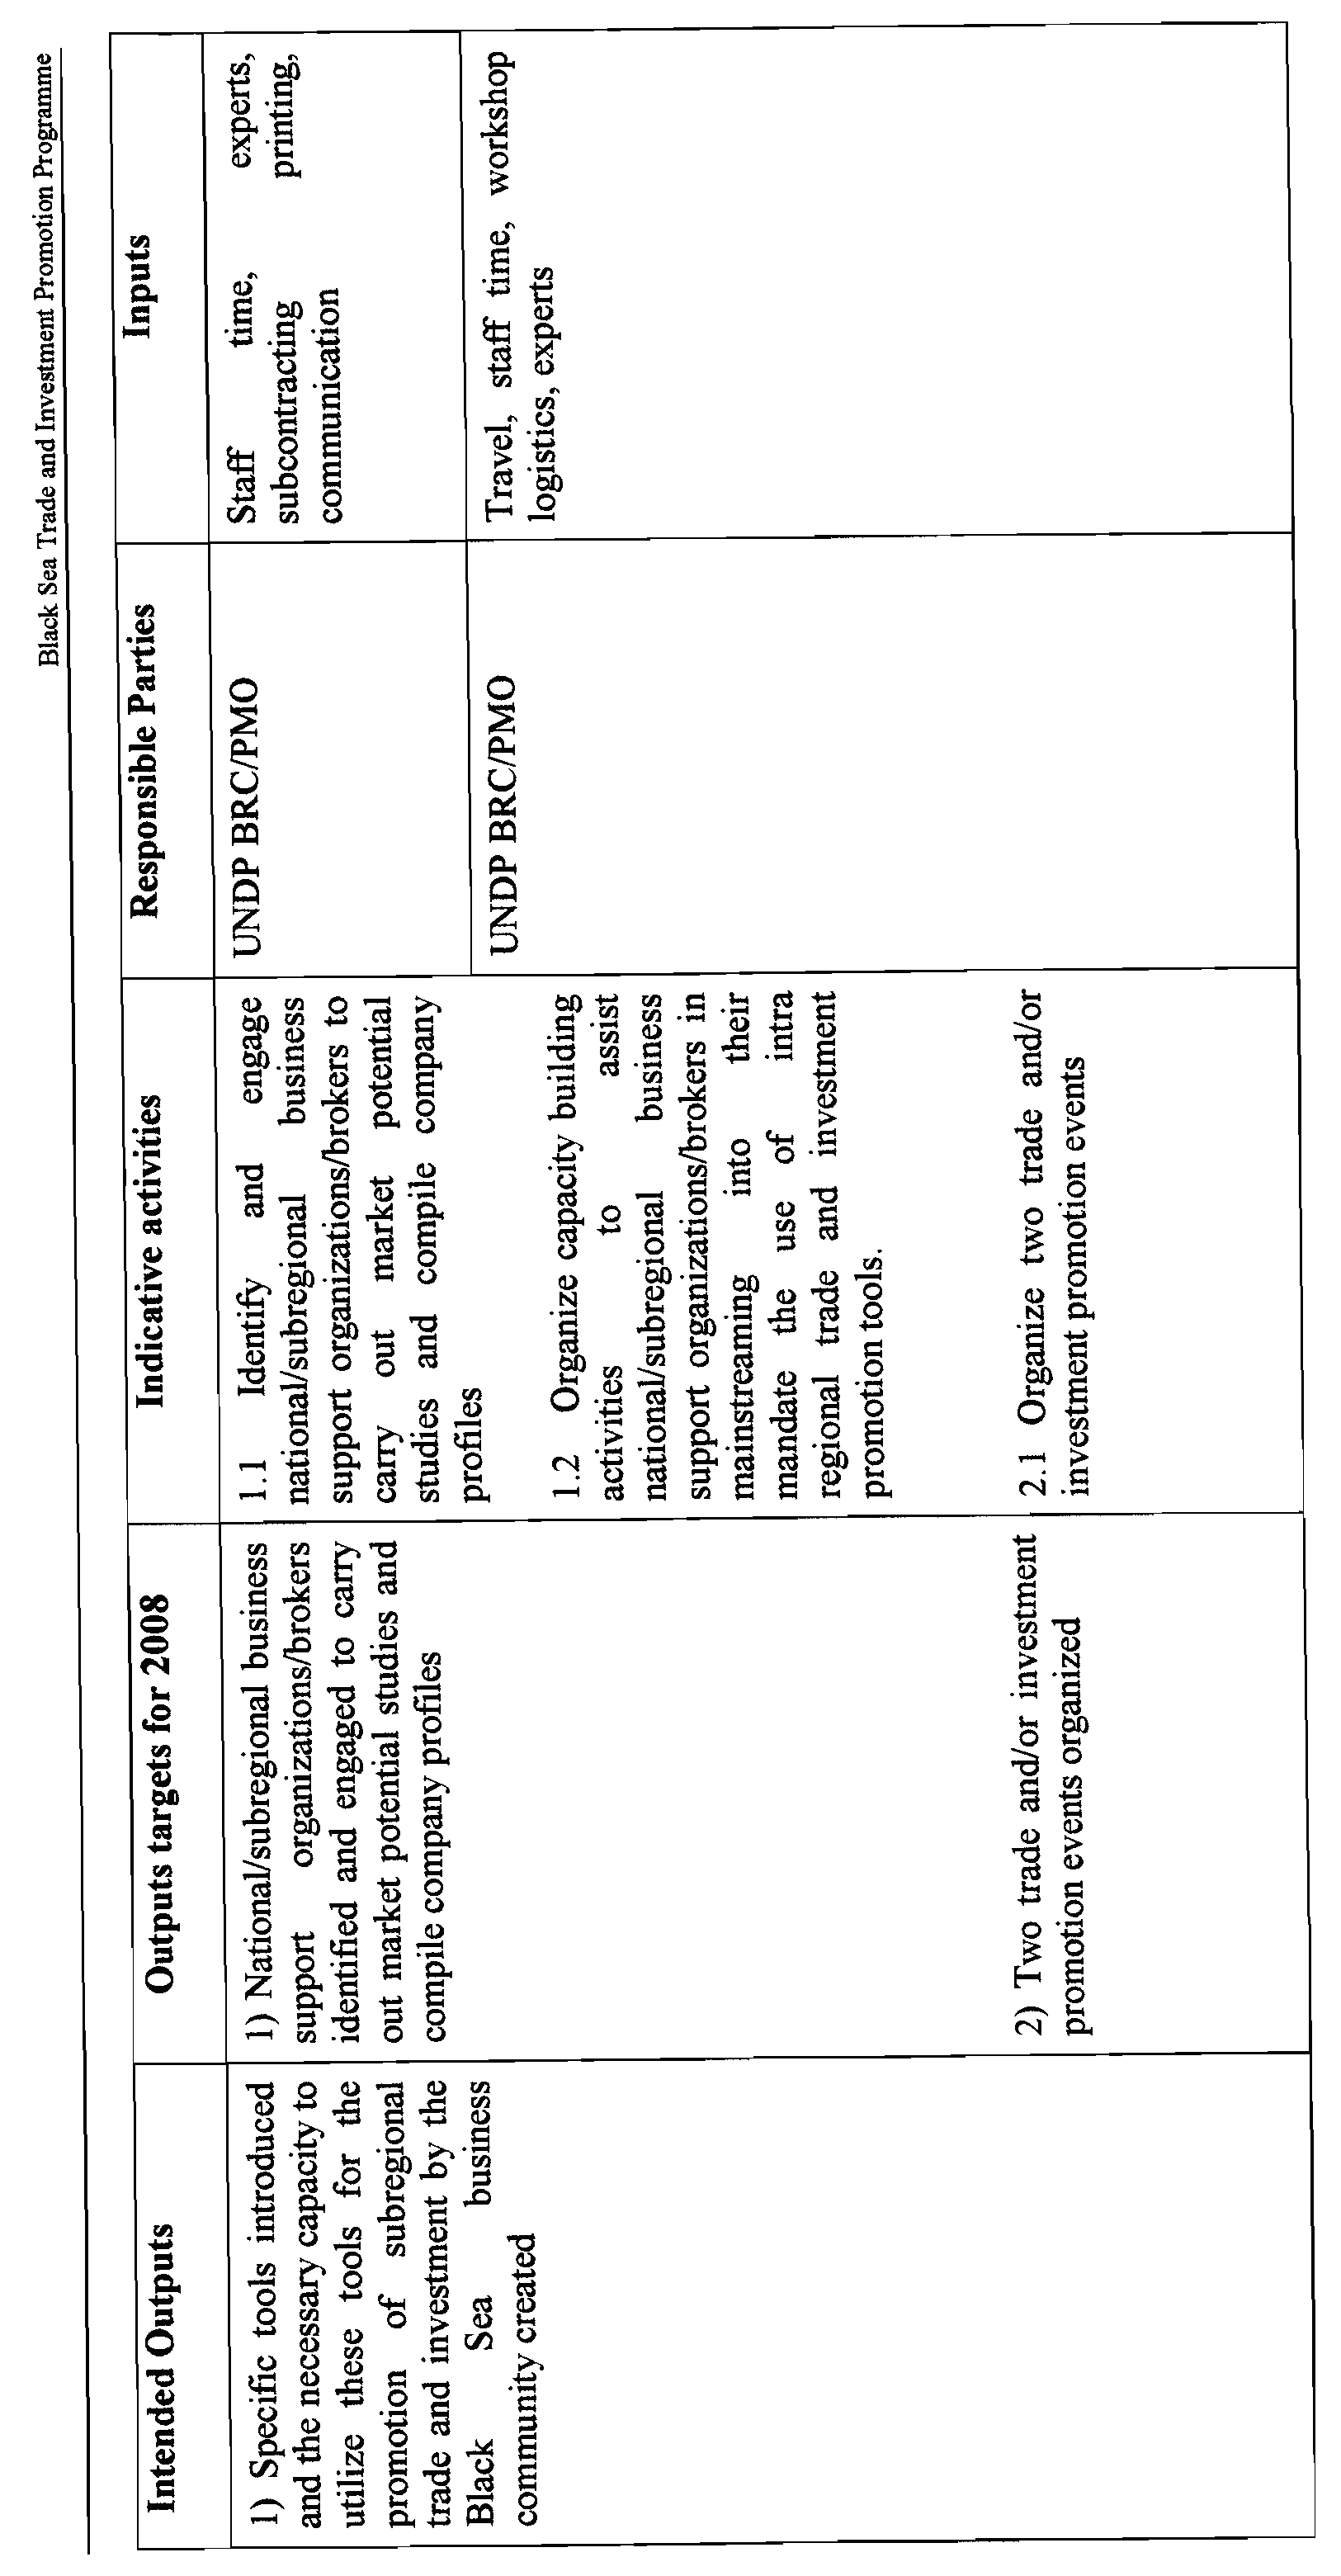 Black Sea Trade and Investment Promotion Programme
Intended Outputs
Outputs targets for 2008
Indicative activities
Responsible Parties
Inputs
1) Specific tools introduced
and the necessary capacity to
utilize these tools for the
promotion of subregional
trade and investment by the
Black Sea business
community created
1) National/subregional business
support organizations/brokers
identified and engaged to carry
out market potential studies and
compile company profiles
1.1 Identify and engage
national/subregional business
support organizations/brokers to
carry out market potential
studies and compile company
profiles
UNDP BRC/PMO
Staff time, experts,
subcontracting printing,
communication
1.2 Organize capacity building
activities to assist
national/subregional business
support organizations/brokers in
mainstreaming into their
mandate the use of intra
regional trade and investment
promotion tools.
UNDP BRC/PMO
Travel, staff time, workshop
logistics, experts
2) Two trade and/or investment
promotion events organized
2.1 Organize two trade and/or
investment promotion events